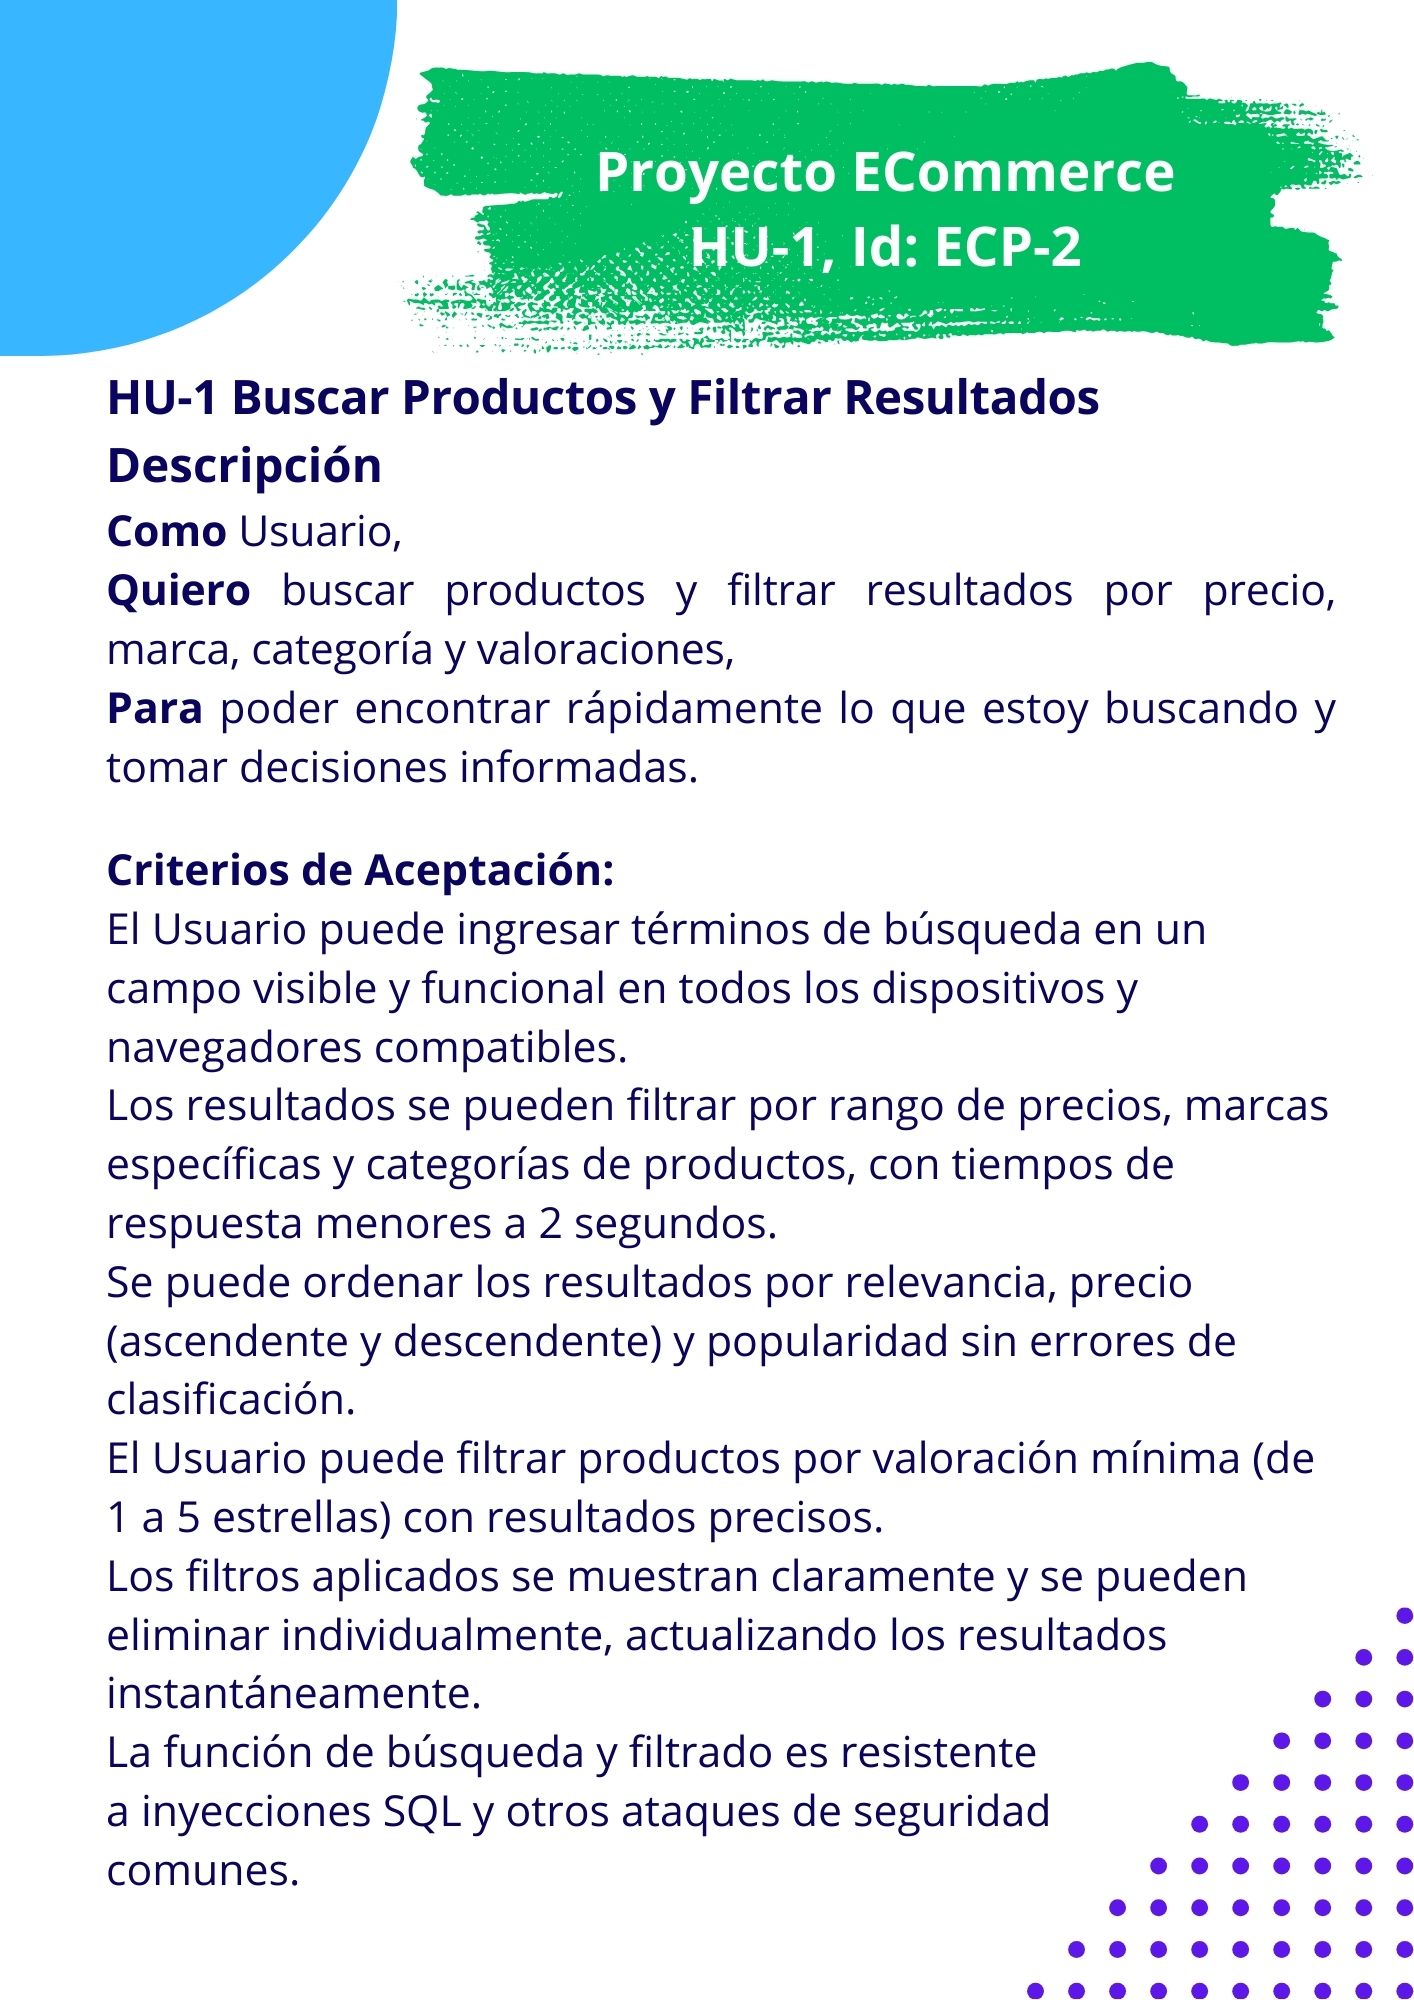 Proyecto ECommerce
HU-1, Id: ECP-2
HU-1 Buscar Productos y Filtrar Resultados
Descripción
Como Usuario,
Quiero buscar productos y filtrar resultados por precio,
marca, categoría y valoraciones,
Para poder encontrar rápidamente lo que estoy buscando y
tomar decisiones informadas.
Criterios de Aceptación:
El Usuario puede ingresar términos de búsqueda en un
campo visible y funcional en todos los dispositivos y
navegadores compatibles.
Los resultados se pueden filtrar por rango de precios, marcas
específicas y categorías de productos, con tiempos de
respuesta menores a 2 segundos.
Se puede ordenar los resultados por relevancia, precio
(ascendente y descendente) y popularidad sin errores de
clasificación.
El Usuario puede filtrar productos por valoración mínima (de
1 a 5 estrellas) con resultados precisos.
Los filtros aplicados se muestran claramente y se pueden
eliminar individualmente, actualizando los resultados
instantáneamente.
La función de búsqueda y filtrado es resistente
a inyecciones SQL y otros ataques de seguridad
comunes.